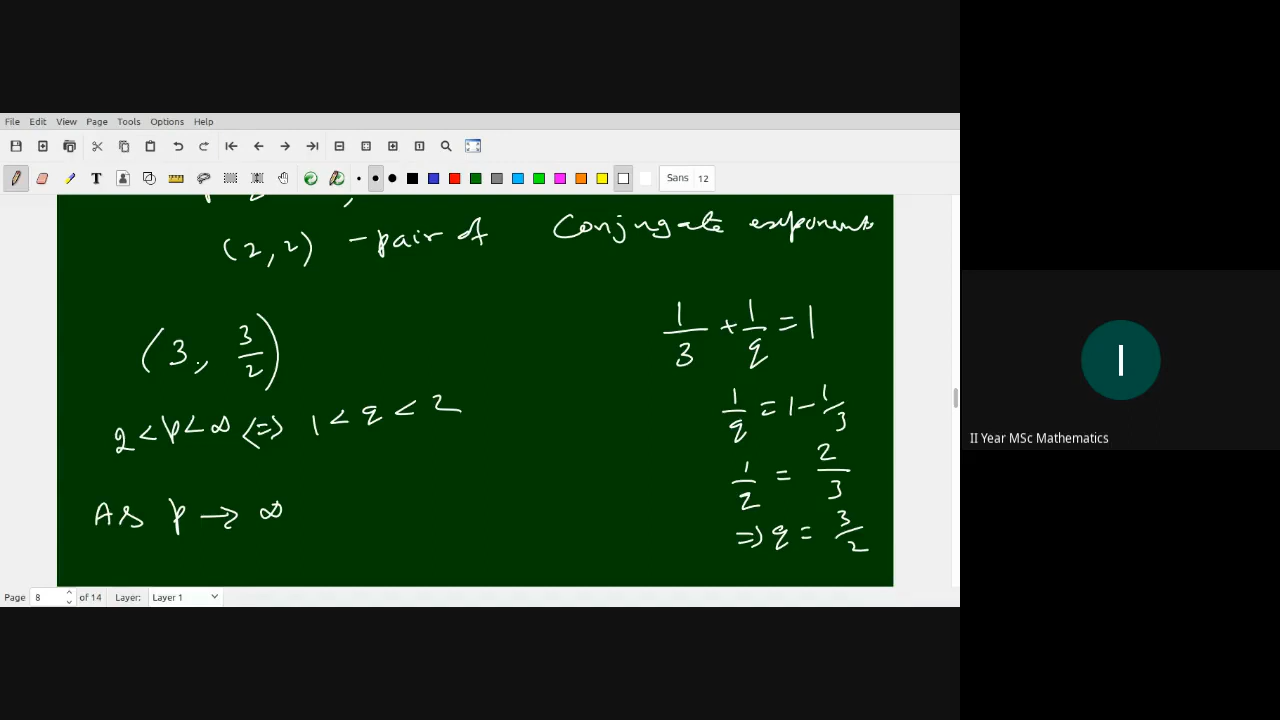 File Edit View Page Tools Options Help
Sans 12
(2, 2) - pair of Conjugate exponents
(3, 3/2)
2 < p < ∞ <=> 1 < q < 2
As p → ∞
1/3 + 1/q = 1
1/q = 1 - 1/3
1/q = 2/3
=> q = 3/2
Page 8 of 14 Layer: Layer 1
I
II Year MSc Mathematics